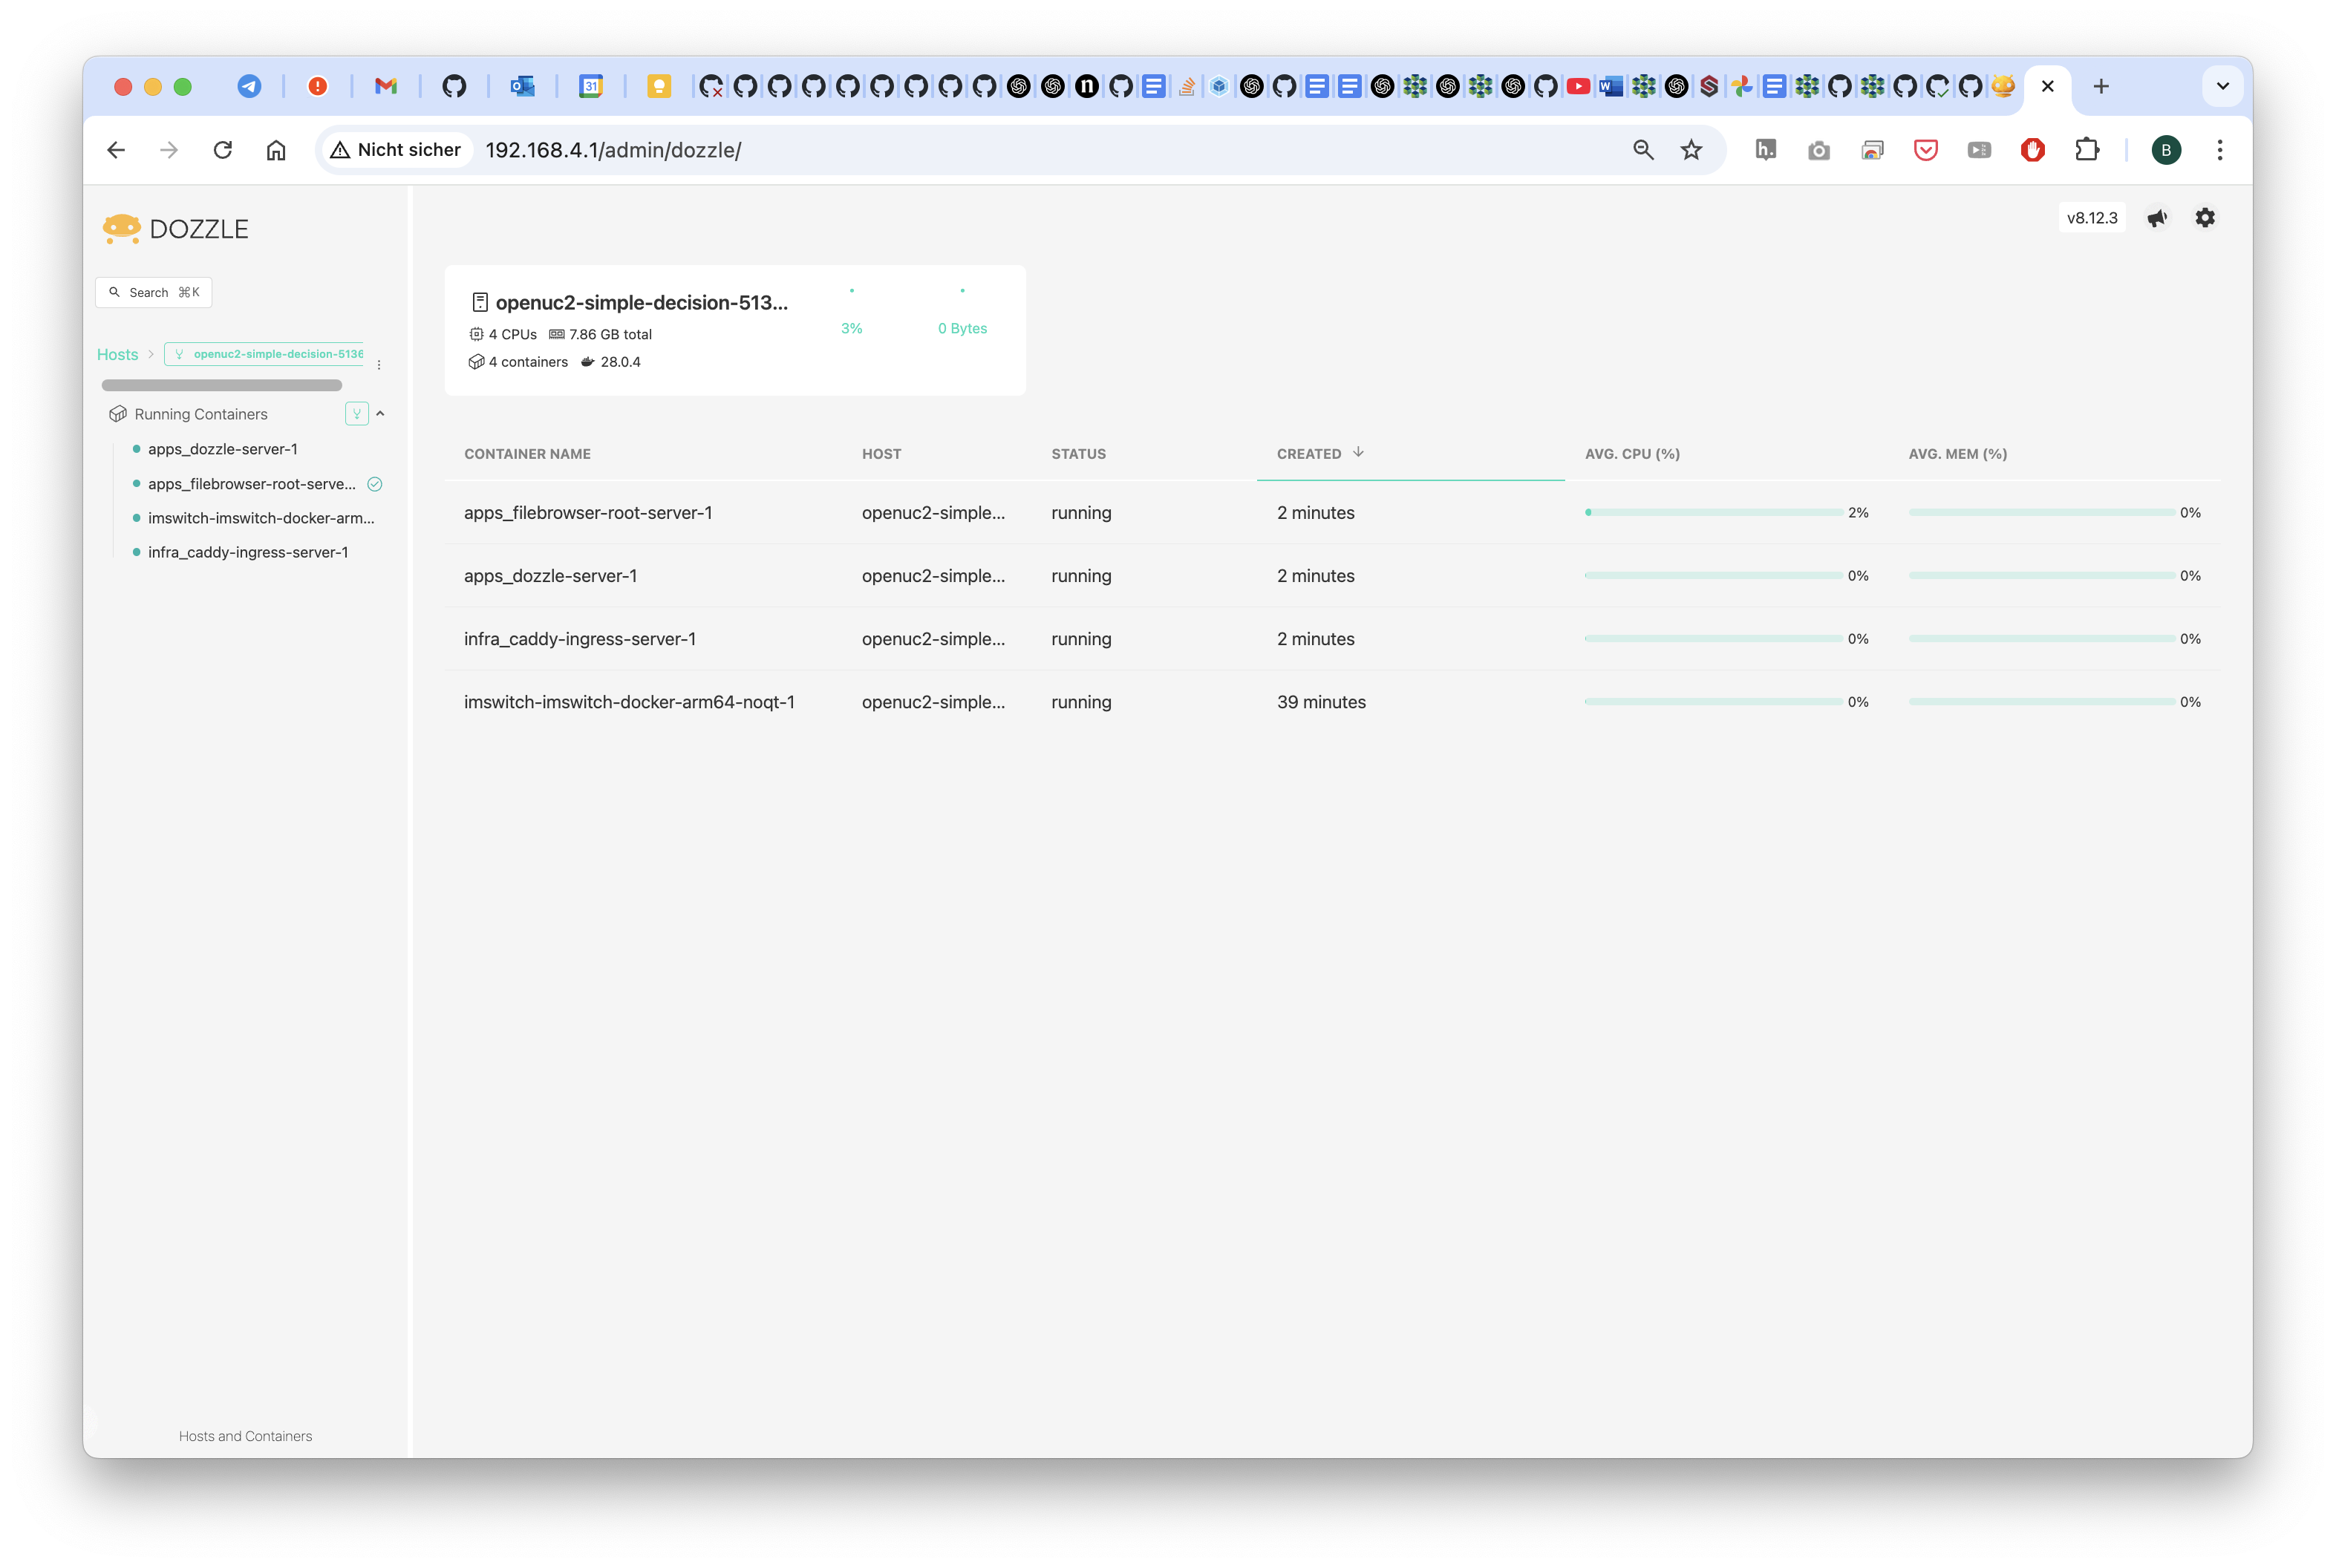 31
n
W
Nicht sicher
192.168.4.1/admin/dozzle/
h.
B
DOZZLE
v8.12.3
Search ⌘K
Hosts > openuc2-simple-decision-5136
Running Containers
apps_dozzle-server-1
apps_filebrowser-root-serve...
imswitch-imswitch-docker-arm...
infra_caddy-ingress-server-1
openuc2-simple-decision-513...
4 CPUs 7.86 GB total
4 containers 28.0.4
3%
0 Bytes
CONTAINER NAME HOST STATUS CREATED ↓ AVG. CPU (%) AVG. MEM (%)
apps_filebrowser-root-server-1 openuc2-simple... running 2 minutes 2% 0%
apps_dozzle-server-1 openuc2-simple... running 2 minutes 0% 0%
infra_caddy-ingress-server-1 openuc2-simple... running 2 minutes 0% 0%
imswitch-imswitch-docker-arm64-noqt-1 openuc2-simple... running 39 minutes 0% 0%
Hosts and Containers